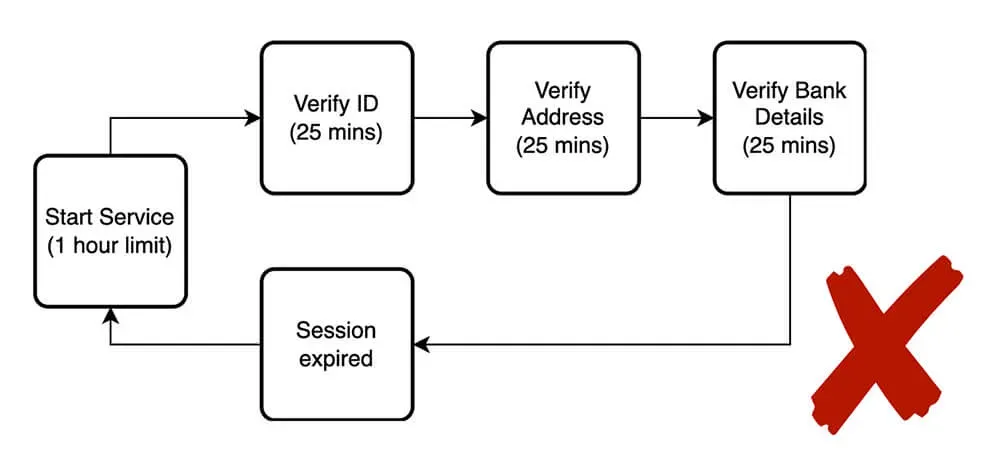 Start Service
(1 hour limit)
Verify ID
(25 mins)
Verify
Address
(25 mins)
Verify Bank
Details
(25 mins)
Session
expired